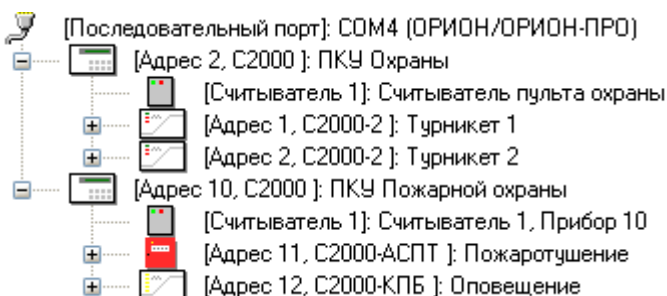 [Последовательный порт]: COM4 (ОРИОН/ОРИОН-ПРО)
[Адрес 2, С2000 ]: ПКУ Охраны
[Считыватель 1]: Считыватель пульта охраны
[Адрес 1, С2000-2 ]: Турникет 1
[Адрес 2, С2000-2 ]: Турникет 2
[Адрес 10, С2000 ]: ПКУ Пожарной охраны
[Считыватель 1]: Считыватель 1, Прибор 10
[Адрес 11, С2000-АСПТ ]: Пожаротушение
[Адрес 12, С2000-КПБ ]: Оповещение